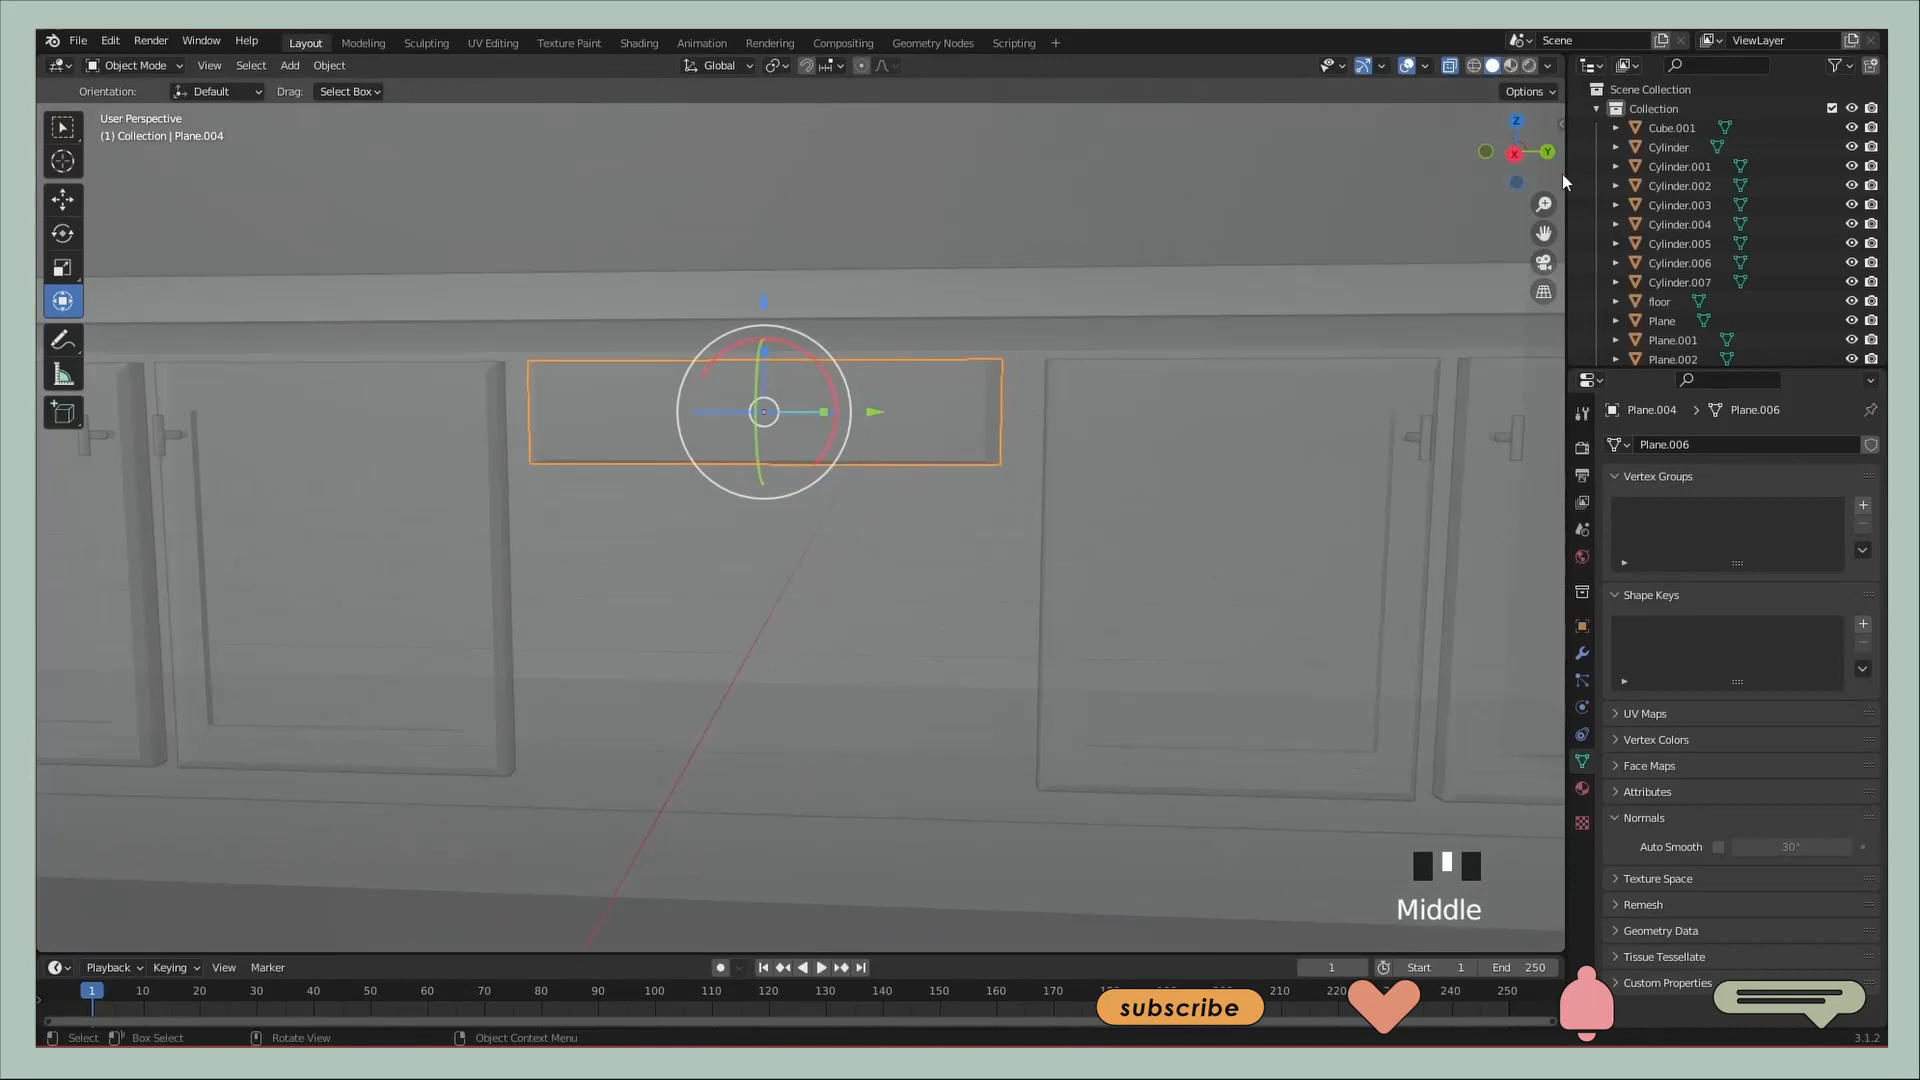 File Edit Render Window Help Layout Modeling Sculpting UV Editing Texture Paint Shading Animation Rendering Compositing Geometry Nodes Scripting + Scene ViewLayer
Object Mode View Select Add Object Global
Orientation: Default Drag: Select Box Options
User Perspective
(1) Collection | Plane.004
Z
X
Y
Scene Collection
Collection
Cube.001
Cylinder
Cylinder.001
Cylinder.002
Cylinder.003
Cylinder.004
Cylinder.005
Cylinder.006
Cylinder.007
floor
Plane
Plane.001
Plane.002
Plane.004 Plane.006
Plane.006
Vertex Groups
Shape Keys
UV Maps
Vertex Colors
Face Maps
Attributes
Normals
Auto Smooth 30°
Texture Space
Remesh
Geometry Data
Tissue Tessellate
Custom Properties
Middle
Playback Keying View Marker 1 Start 1 End 250
1 10 20 30 40 50 60 70 80 90 100 110 120 130 140 150 160 170 180 190 200 210 220 240 250
subscribe
Select Box Select Rotate View Object Context Menu 3.1.2